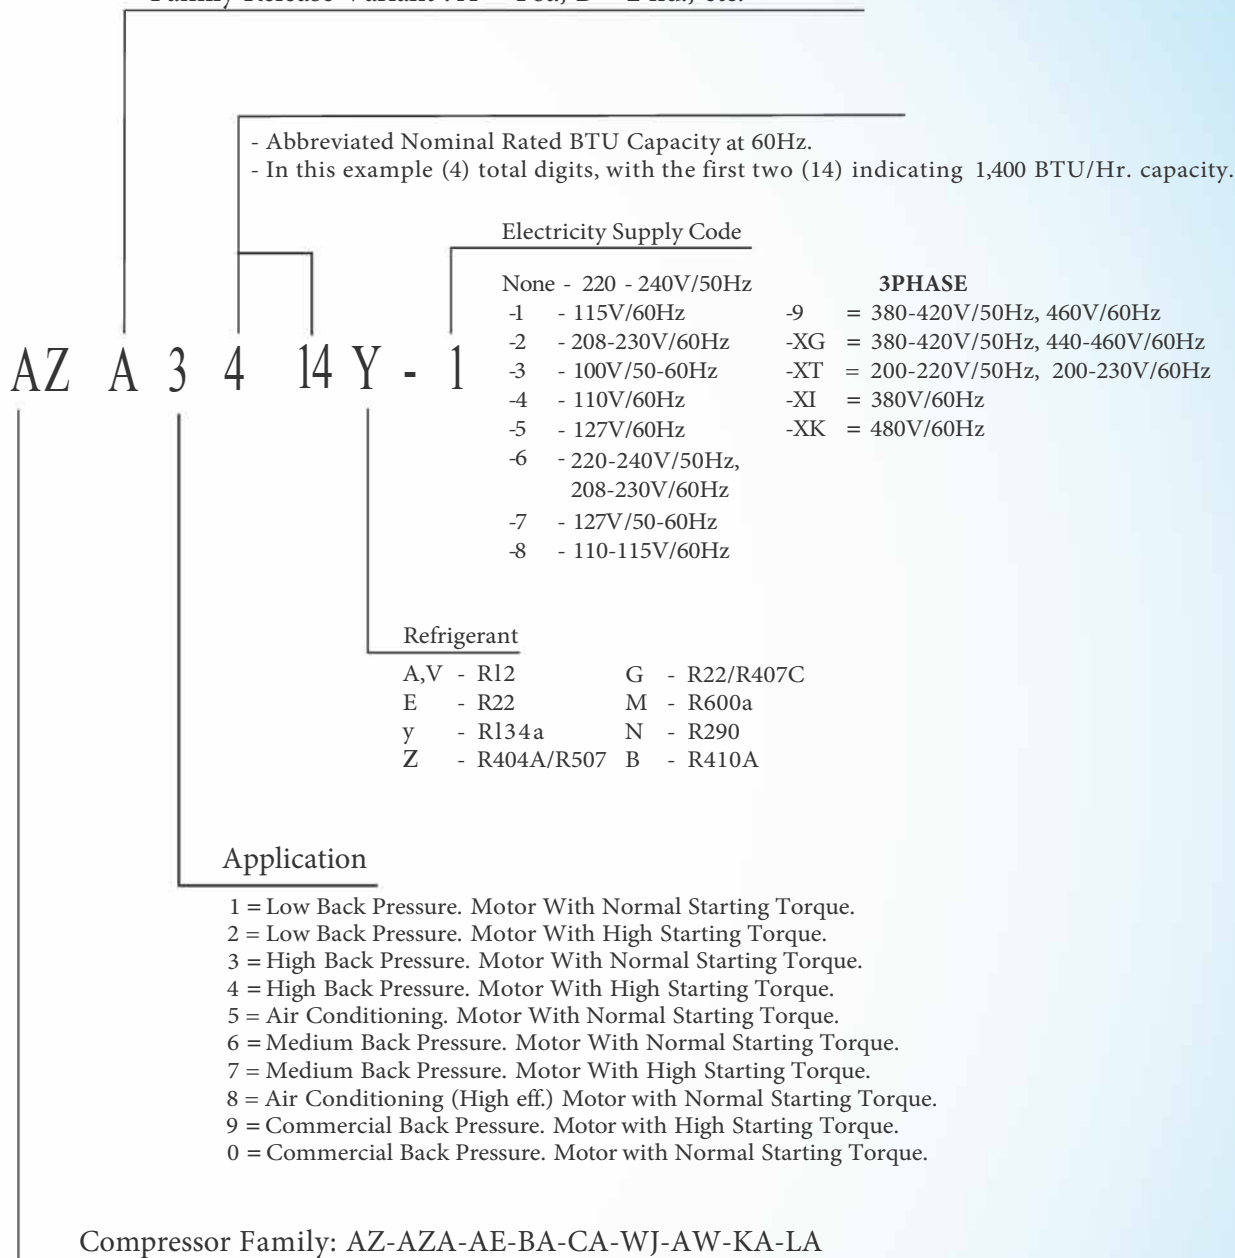 - Abbreviated Nominal Rated BTU Capacity at 60Hz.
- In this example (4) total digits, with the first two (14) indicating 1,400 BTU/Hr. capacity.
Electricity Supply Code
None - 220 - 240V/50Hz
-1 - 115V/60Hz
-2 - 208-230V/60Hz
-3 - 100V/50-60Hz
-4 - 110V/60Hz
-5 - 127V/60Hz
-6 - 220-240V/50Hz,
208-230V/60Hz
-7 - 127V/50-60Hz
-8 - 110-115V/60Hz
3PHASE
-9 = 380-420V/50Hz, 460V/60Hz
-XG = 380-420V/50Hz, 440-460V/60Hz
-XT = 200-220V/50Hz, 200-230V/60Hz
-XI = 380V/60Hz
-XK = 480V/60Hz
AZ A 3 4 14 Y - 1
Refrigerant
A,V - Rl2
E - R22
y - Rl34a
Z - R404A/R507
G - R22/R407C
M - R600a
N - R290
B - R410A
Application
1 = Low Back Pressure. Motor With Normal Starting Torque.
2 = Low Back Pressure. Motor With High Starting Torque.
3 = High Back Pressure. Motor With Normal Starting Torque.
4 = High Back Pressure. Motor With High Starting Torque.
5 = Air Conditioning. Motor With Normal Starting Torque.
6 = Medium Back Pressure. Motor With Normal Starting Torque.
7 = Medium Back Pressure. Motor With High Starting Torque.
8 = Air Conditioning (High eff.) Motor with Normal Starting Torque.
9 = Commercial Back Pressure. Motor with High Starting Torque.
0 = Commercial Back Pressure. Motor with Normal Starting Torque.
Compressor Family: AZ-AZA-AE-BA-CA-WJ-AW-KA-LA